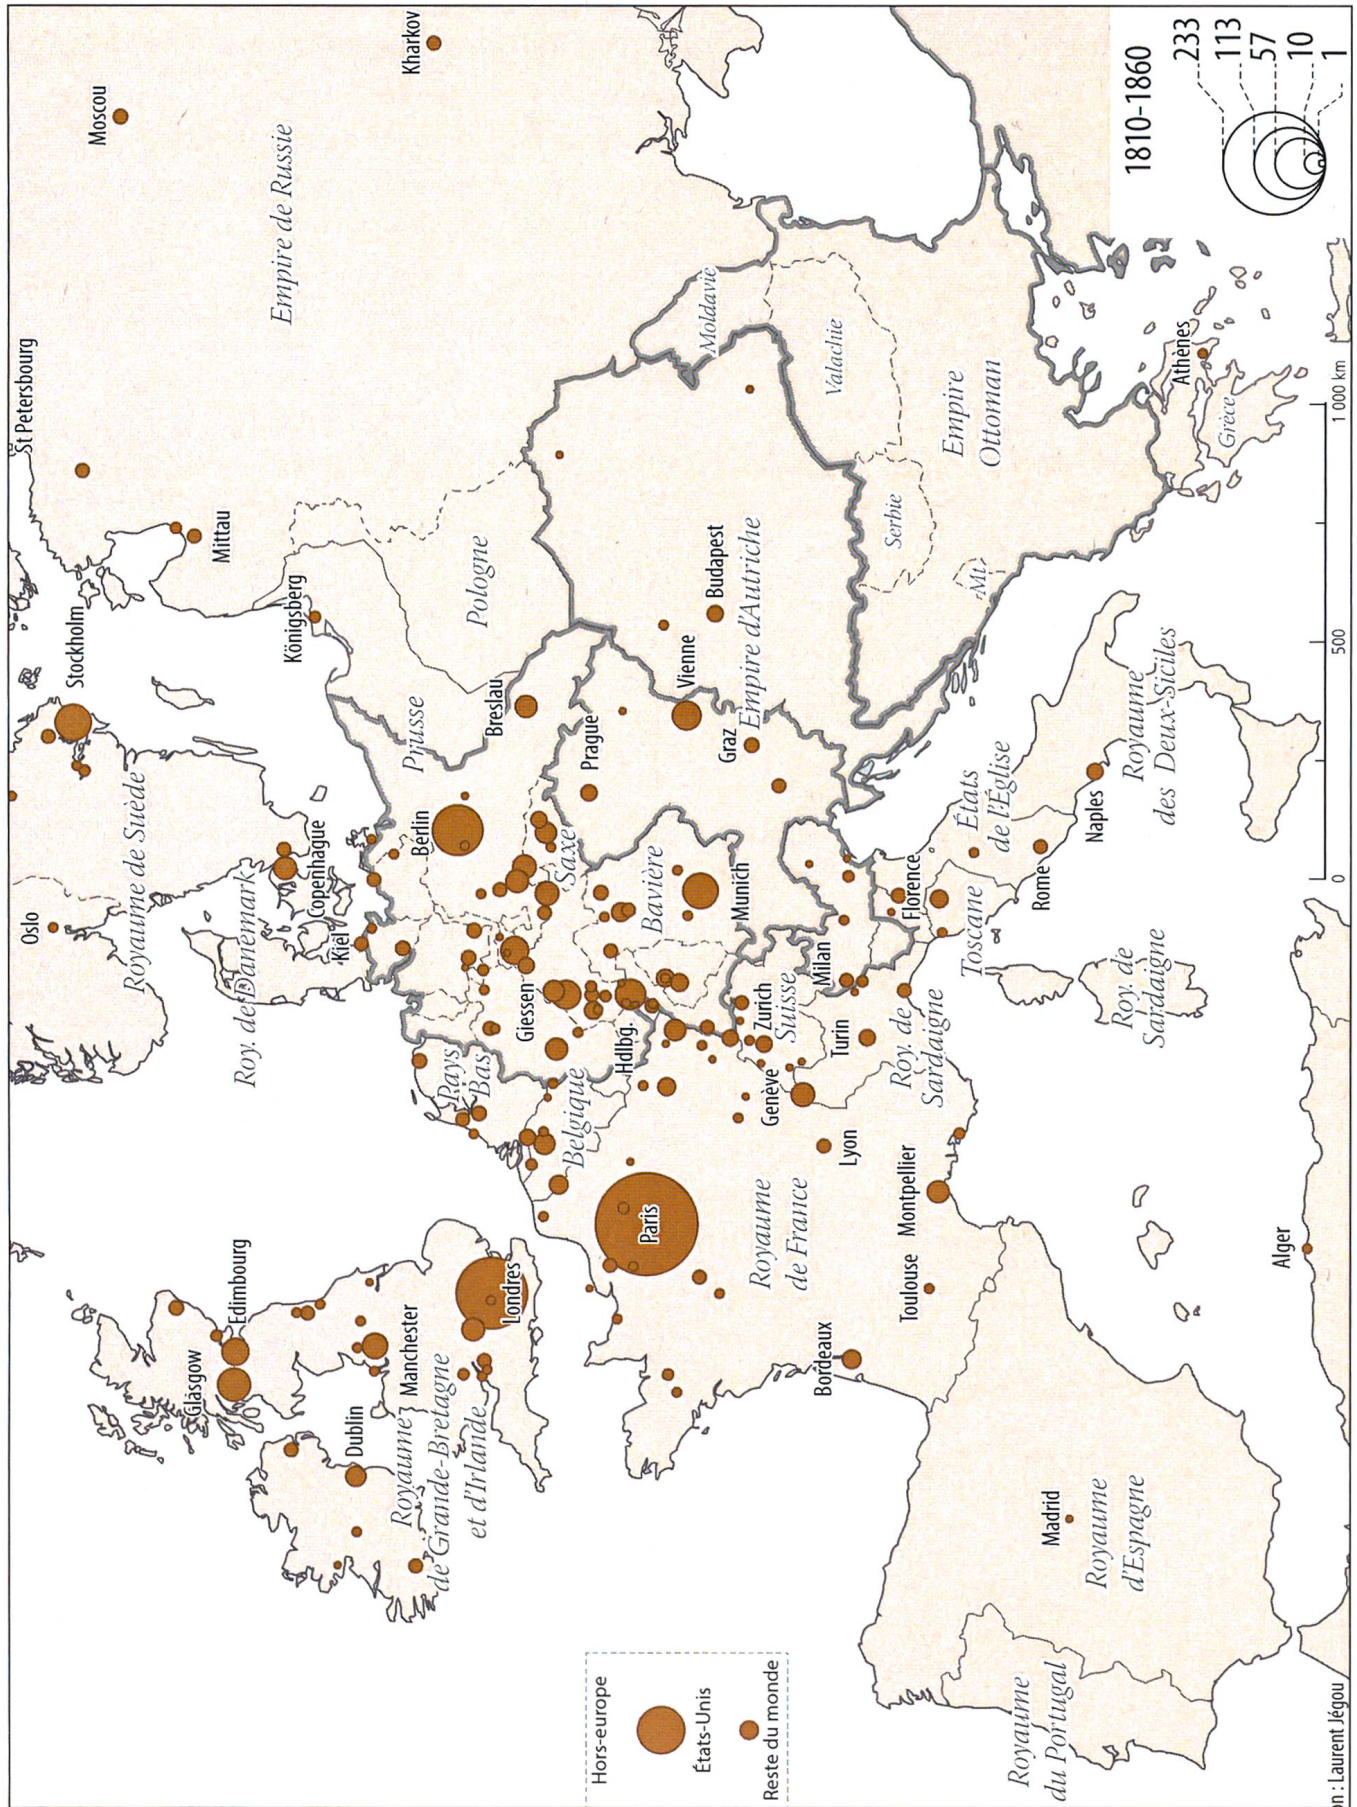 Oslo
Stockholm
St Petersbourg
Moscou
Kharkov
Royaume de Suède
Roy. de Danemark
Copenhague
Kiel
Mittau
Königsberg
Empire de Russie
Glasgow
Edimbourg
Dublin
Manchester
Royaume
de Grande-Bretagne
et d'Irlande
Londres
Pays
Bas
Belgique
Giessen
Hdlbg.
Berlin
Prusse
Breslau
Saxe
Pologne
Prague
Bavière
Munich
Vienne
Graz
Budapest
Empire d'Autriche
Moldavie
Valachie
Serbie
Mt.
Empire
Ottoman
Paris
Royaume
de France
Genève
Zurich
Suisse
Lyon
Bordeaux
Toulouse
Montpellier
Turin
Milan
Roy. de
Sardaigne
Florence
Toscane
États
de l'Église
Rome
Naples
Royaume
des Deux-Siciles
Roy. de
Sardaigne
Athènes
Grèce
Madrid
Royaume
d'Espagne
Royaume
du Portugal
Alger
Hors-europe
États-Unis
Reste du monde
1810-1860
233
113
57
10
1
0
500
1 000 km
on : Laurent Jégou